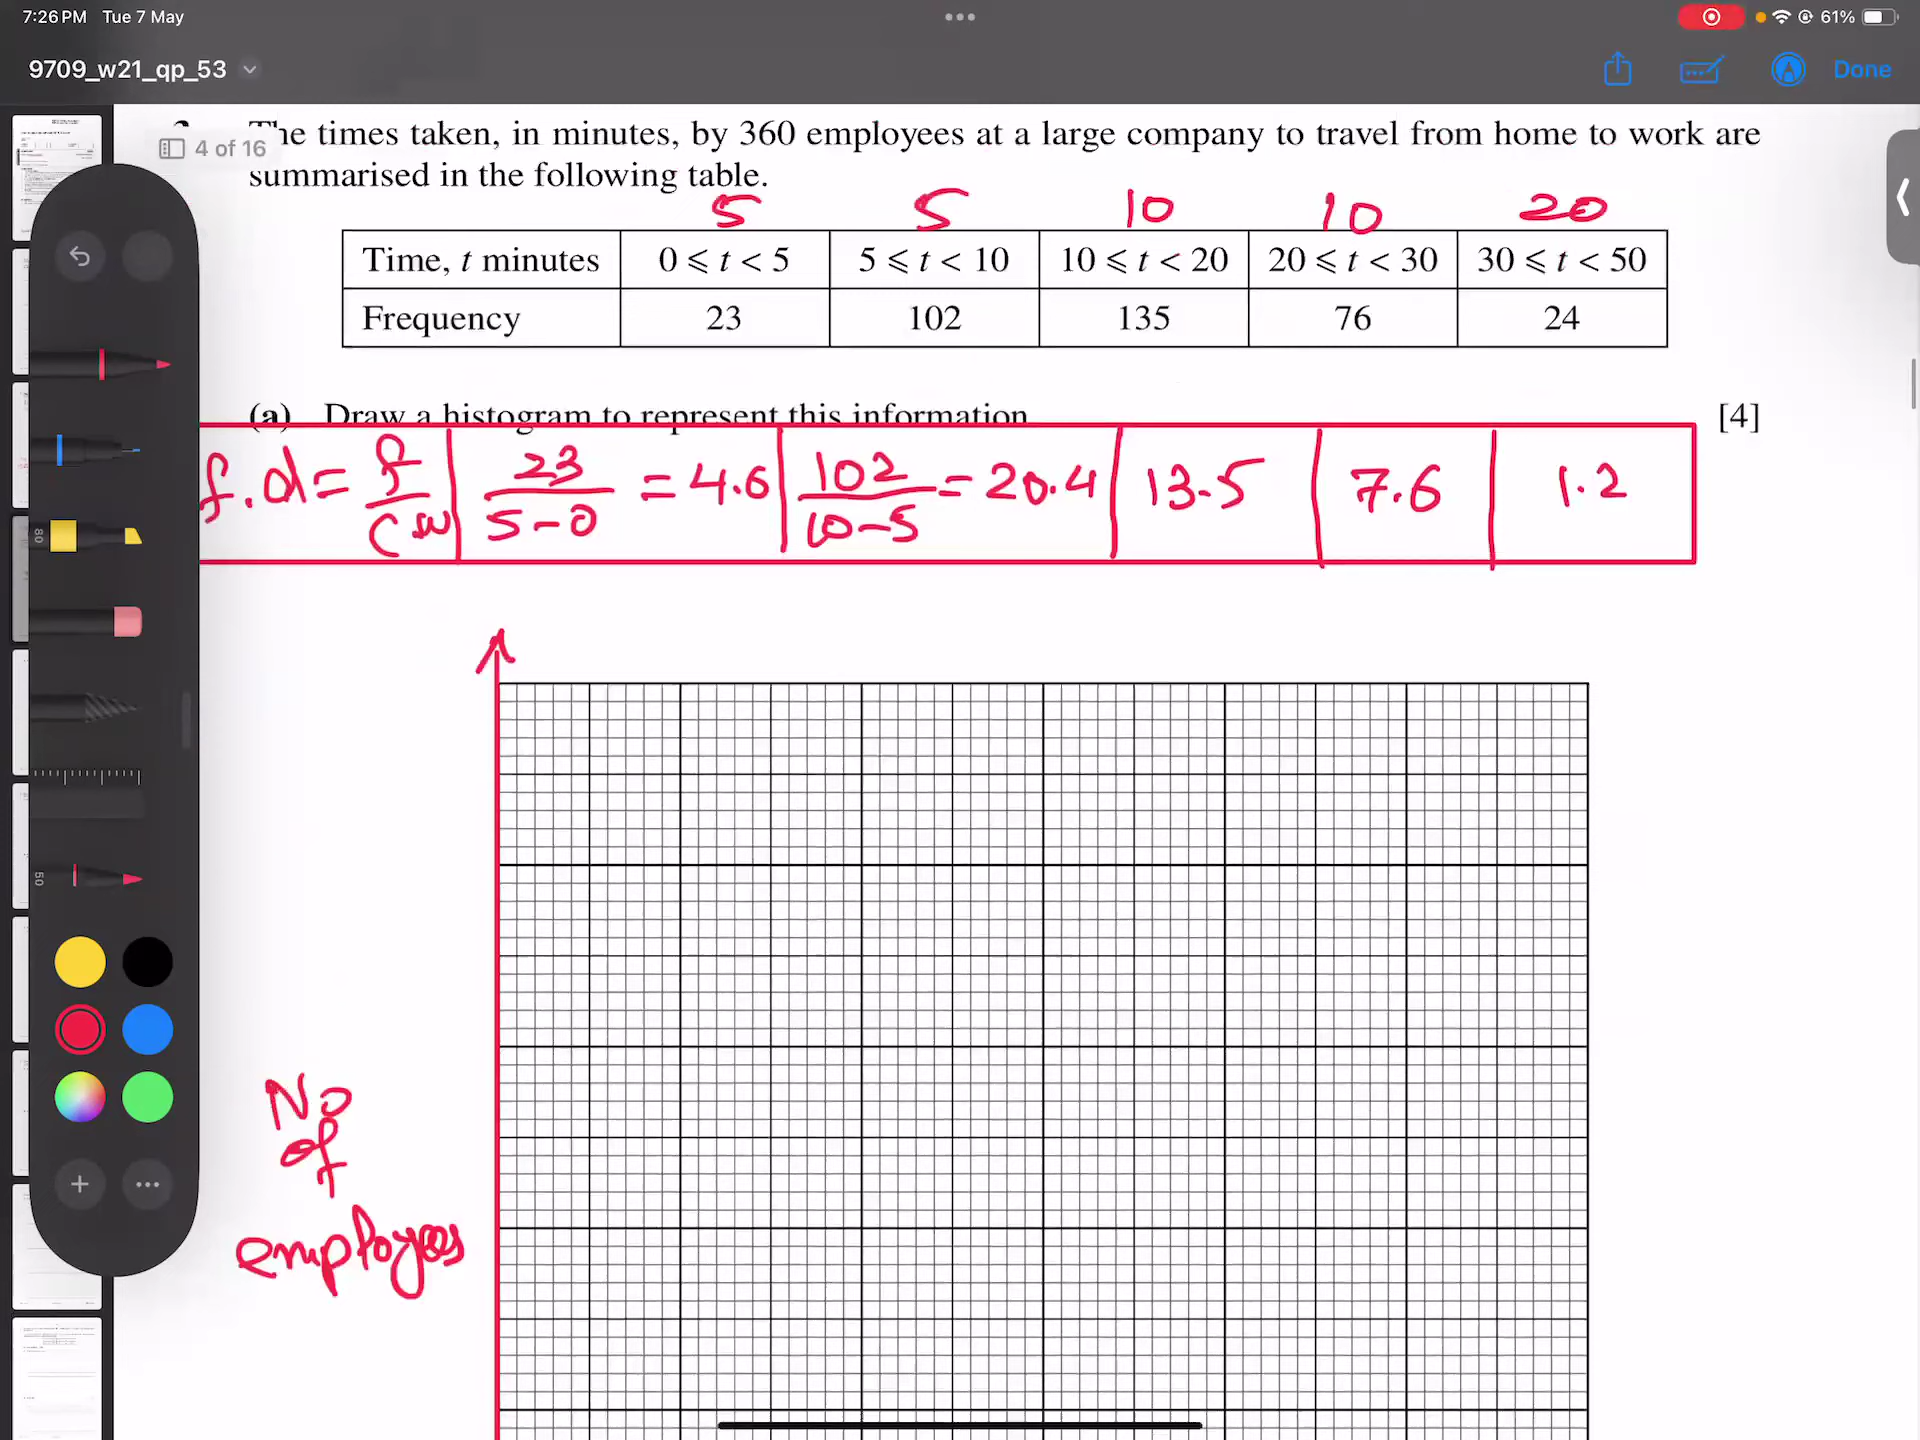 7:26 PM Tue 7 May
61%
9709_w21_qp_53
Done
4 of 16
The times taken, in minutes, by 360 employees at a large company to travel from home to work are
summarised in the following table.
5 5 10 10 20
Time, t minutes 0 ⩽ t < 5 5 ⩽ t < 10 10 ⩽ t < 20 20 ⩽ t < 30 30 ⩽ t < 50
Frequency 23 102 135 76 24
(a) Draw a histogram to represent this information [4]
f.d = f/cw | 23/(5-0) = 4.6 | 102/(10-5) = 20.4 | 13.5 | 7.6 | 1.2
80
50
No
of
employees